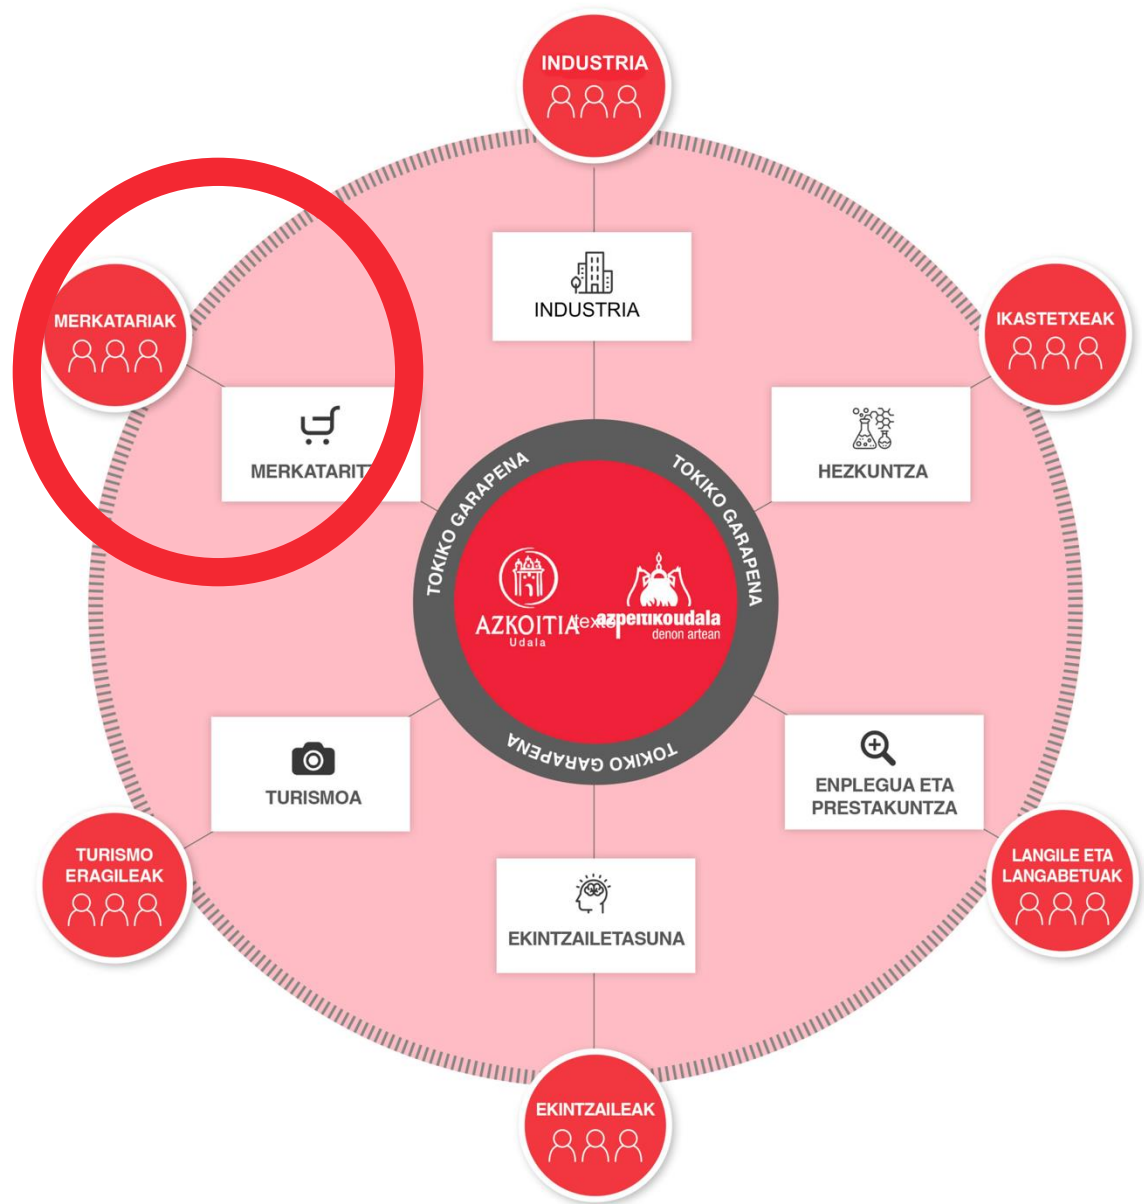 INDUSTRIA
INDUSTRIA
MERKATARIAK
IKASTETXEAK
MERKATARIT
HEZKUNTZA
TOKIKO GARAPENA
TOKIKO GARAPENA
AZKOITIA
Udala
texto
azpeitikoudala
denon artean
TOKIKO GARAPENA
TURISMOA
ENPLEGUA ETA
PRESTAKUNTZA
TURISMO
ERAGILEAK
LANGILE ETA
LANGABETUAK
EKINTZAILETASUNA
EKINTZAILEAK